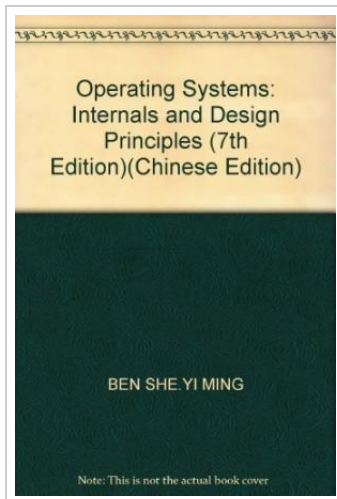 Operating Systems:
Internals and Design
Principles (7th
Edition)(Chinese Edition)
BEN SHE.YI MING
Note: This is not the actual book cover